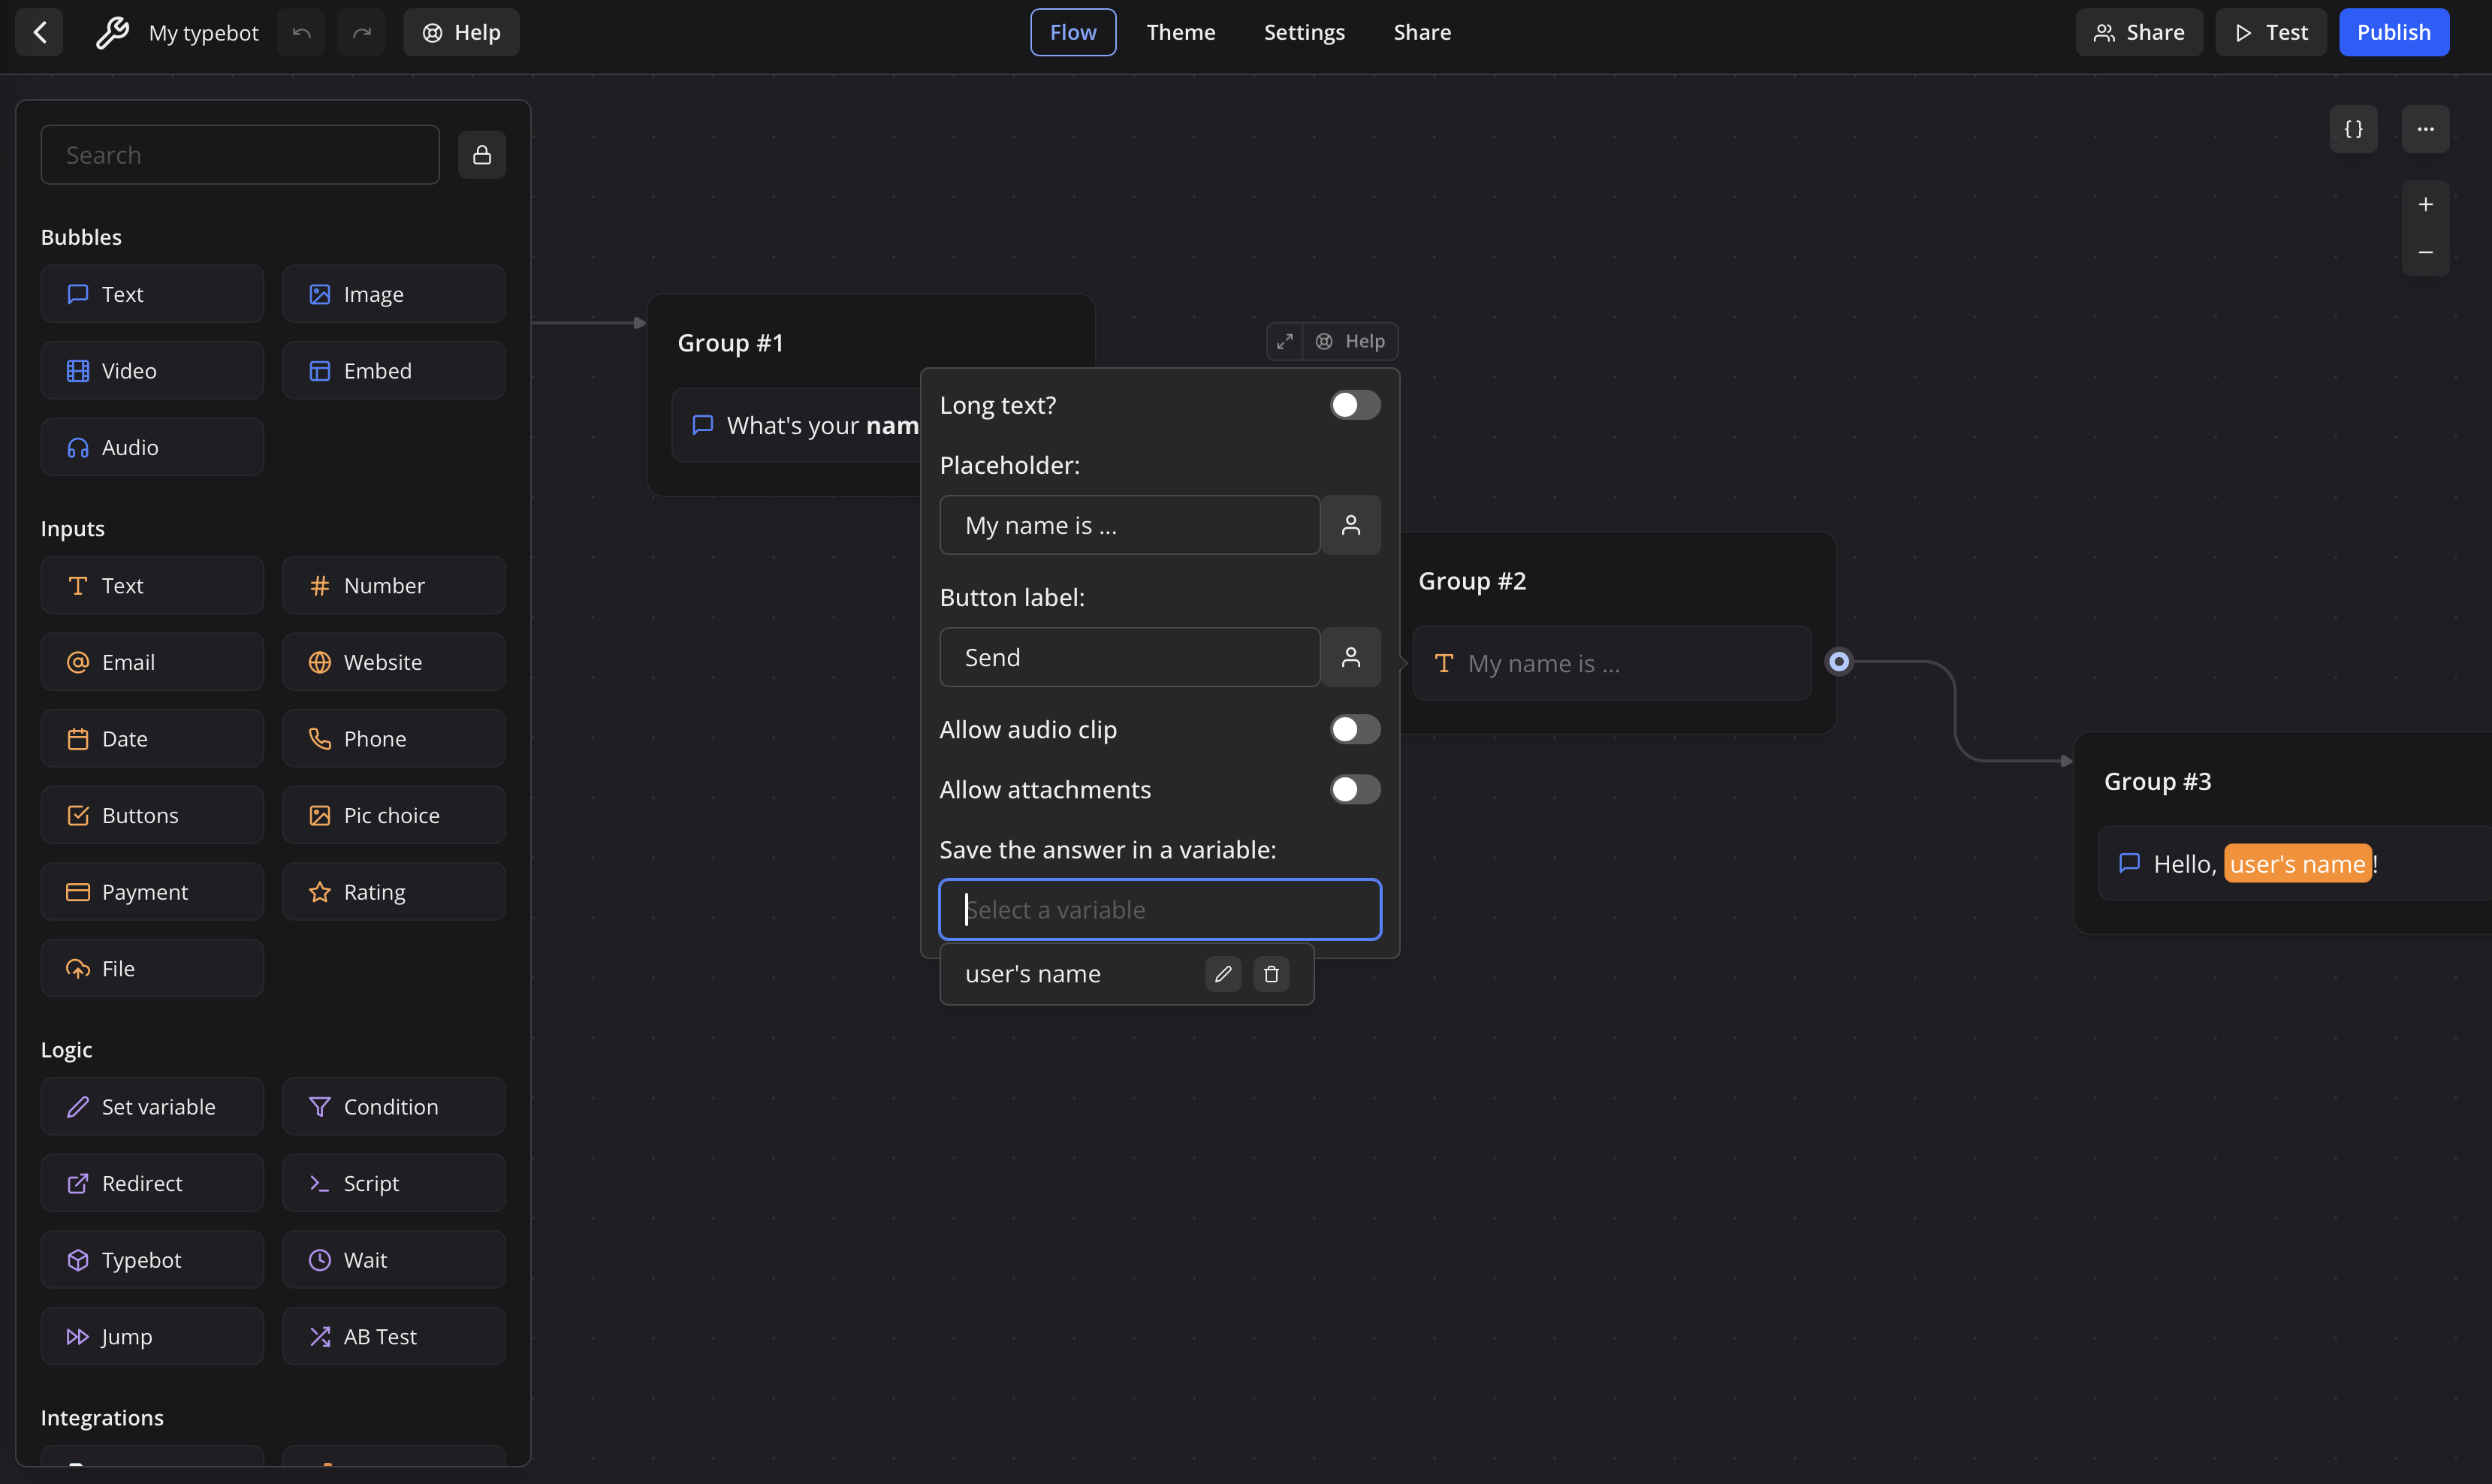 My typebot
Help
Flow
Theme
Settings
Share
Share
Test
Publish
Search
Bubbles
Text
Image
Video
Embed
Audio
Inputs
Text
Number
Email
Website
Date
Phone
Buttons
Pic choice
Payment
Rating
File
Logic
Set variable
Condition
Redirect
Script
Typebot
Wait
Jump
AB Test
Integrations
Group #1
What's your nam
Help
Long text?
Placeholder:
My name is ...
Button label:
Send
Allow audio clip
Allow attachments
Save the answer in a variable:
Select a variable
user's name
Group #2
My name is ...
Group #3
Hello, user's name!